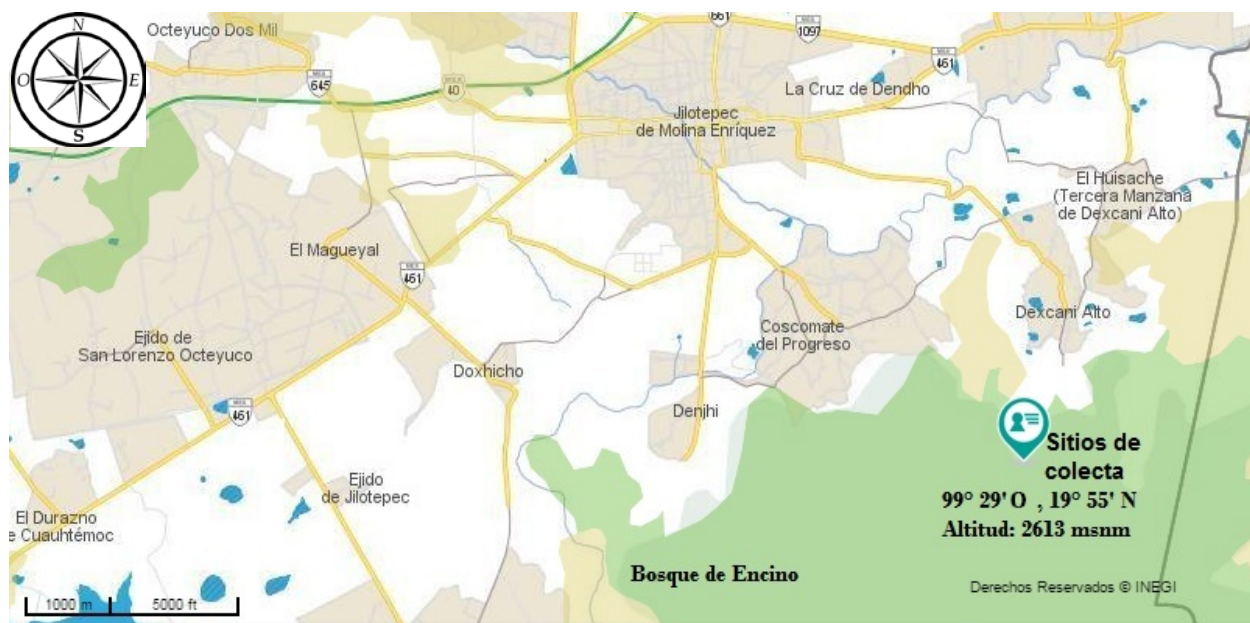 N
O
E
S
Octeyuco Dos Mil
645
40
661
1097
461
La Cruz de Dendho
Jilotepec
de Molina Enríquez
El Huisache
(Tercera Manzana
de Dexcani Alto)
El Magueyal
461
Dexcani Alto
Coscomate
del Progreso
Ejido de
San Lorenzo Octeyuco
Doxhicho
Denjhi
461
Sitios de
colecta
99° 29' O , 19° 55' N
Altitud: 2613 msnm
Ejido
de Jilotepec
El Durazno
e Cuauhtémoc
Bosque de Encino
Derechos Reservados © INEGI
1000 m
5000 ft